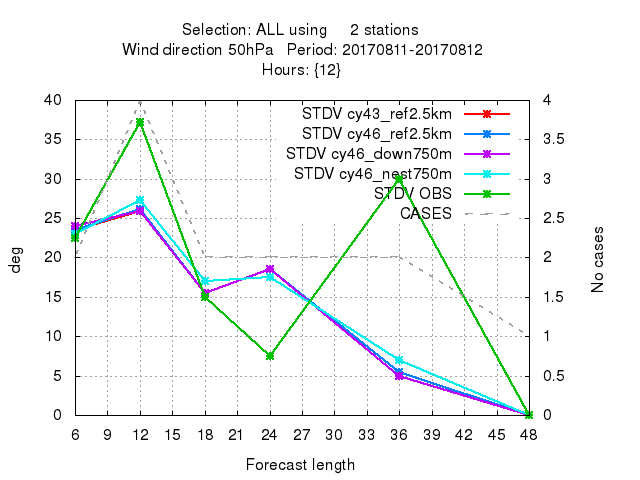 Selection: ALL using 2 stations
Wind direction 50hPa Period: 20170811-20170812
Hours: {12}
40 4
STDV cy43_ref2.5km
35 3.5
STDV cy46_ref2.5km
STDV cy46_down750m
30 3
STDV cy46_nest750m
STDV OBS
25 2.5
CASES
20 2
deg
No cases
15 1.5
10 1
5 0.5
0 0
6 12 15 18 21 24 27 30 33 36 39 42 45 48
Forecast length